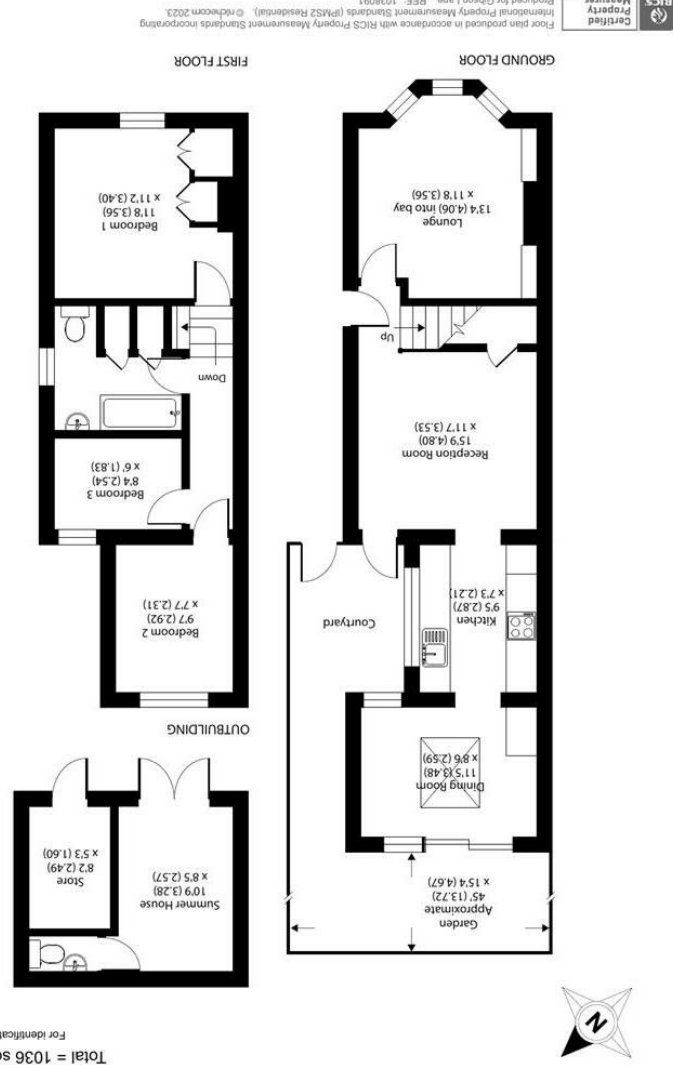 Total = 1036
For
N
Garden
Approximate
45' (13.72)
x 15'4 (4.67)
Dining Room
11'5 (3.48)
x 8'6 (2.59)
Kitchen
9'5 (2.87)
x 7'3 (2.21)
Courtyard
Reception Room
15'9 (4.80)
x 11'7 (3.53)
Up
Lounge
13'4 (4.06) into bay
x 11'8 (3.56)
GROUND FLOOR
Summer House
10'9 (3.28)
x 8'5 (2.57)
Store
8'2 (2.49)
x 5'3 (1.60)
OUTBUILDING
Bedroom 2
9'7 (2.92)
x 7'7 (2.31)
Bedroom 3
8'4 (2.54)
x 6' (1.83)
Down
Bedroom 1
11'8 (3.56)
x 11'2 (3.40)
FIRST FLOOR
Certified
Property
Measurer
RICS
Floor plan produced in accordance with RICS Property Measurement Standards incorporating
International Property Measurement Standards (IPMS2 Residential). ©nichecom 2023.
Produced for Gibson Lane. REF: 1038091